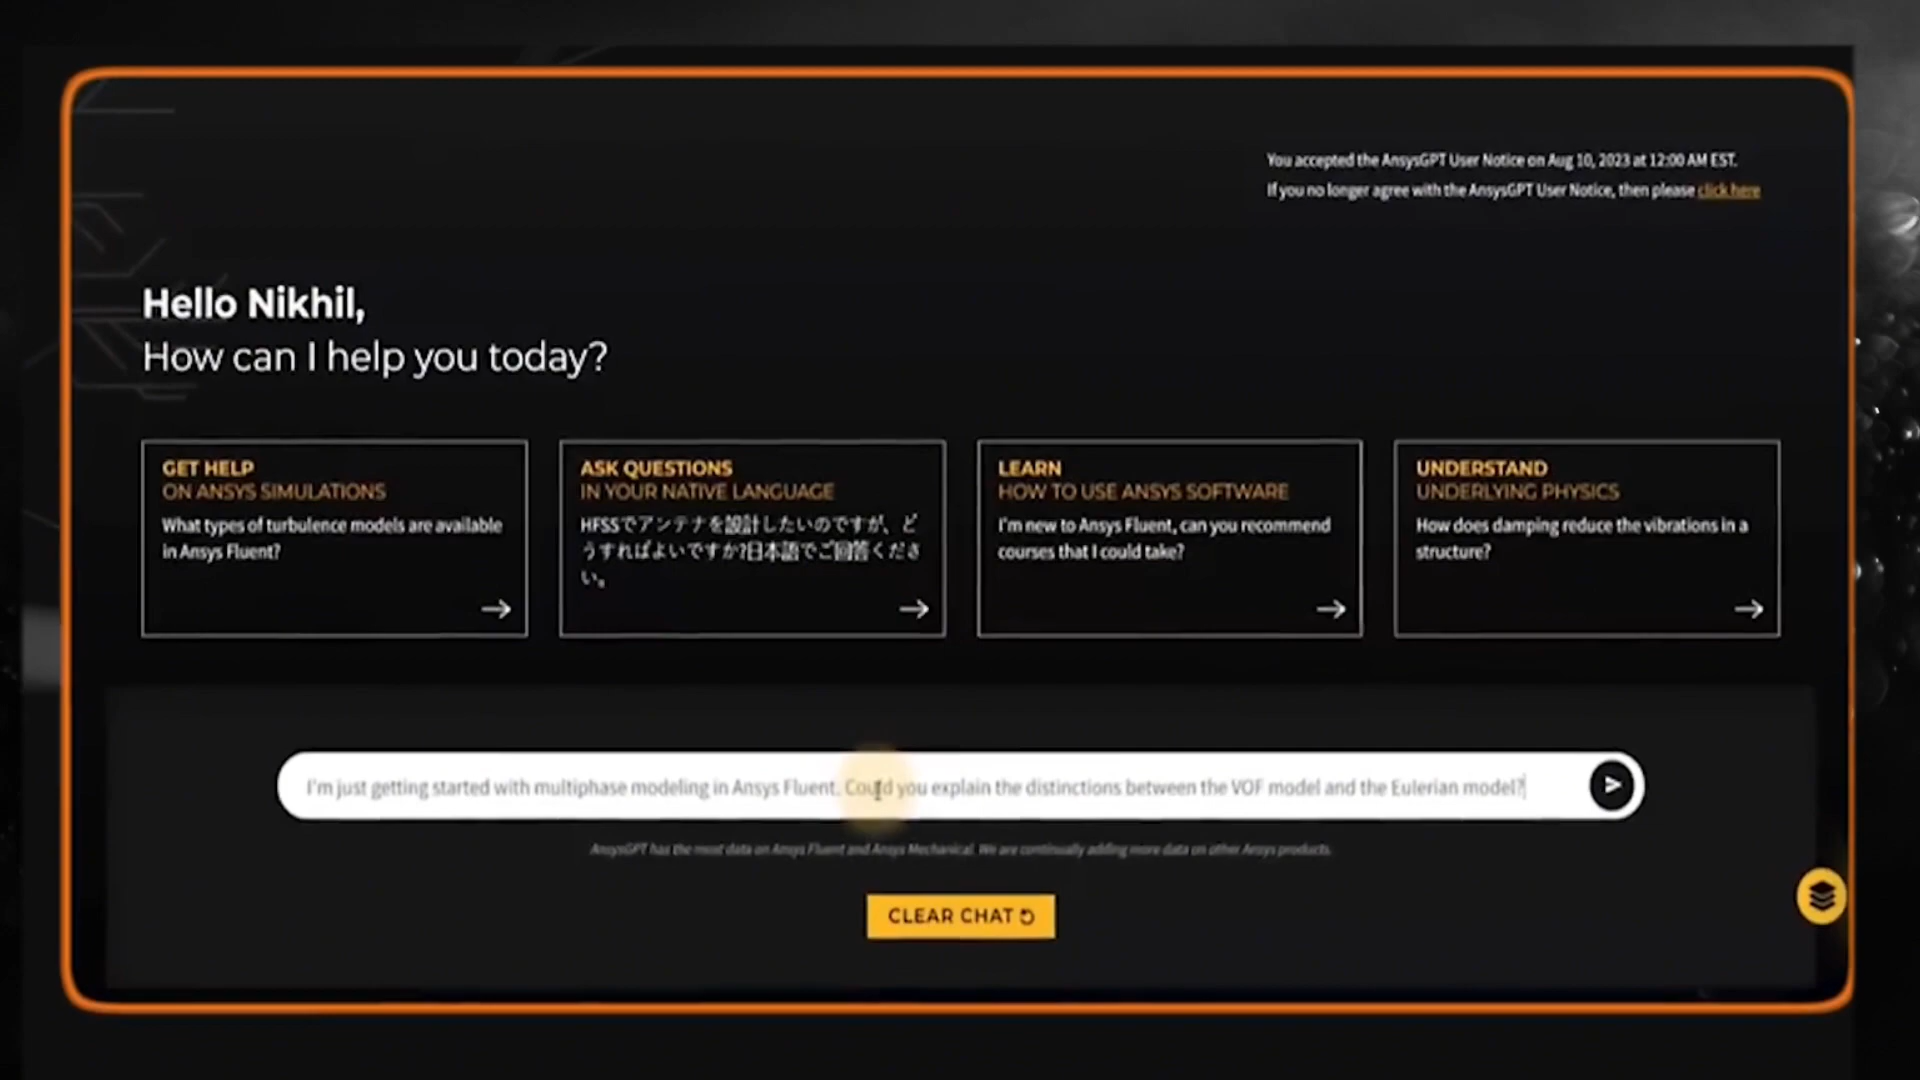 You accepted the AnsysGPT User Notice on Aug 10, 2023 at 12:00 AM EST.
If you no longer agree with the AnsysGPT User Notice, then please click here
Hello Nikhil,
How can I help you today?
GET HELP
ON ANSYS SIMULATIONS
What types of turbulence models are available
in Ansys Fluent?
ASK QUESTIONS
IN YOUR NATIVE LANGUAGE
HFSSでアンテナを設計したいのですが、ど
うすればよいですか?日本語でご回答くださ
い。
LEARN
HOW TO USE ANSYS SOFTWARE
I'm new to Ansys Fluent, can you recommend
courses that I could take?
UNDERSTAND
UNDERLYING PHYSICS
How does damping reduce the vibrations in a
structure?
I'm just getting started with multiphase modeling in Ansys Fluent. Could you explain the distinctions between the VOF model and the Eulerian model?
AnsysGPT has the most data on Ansys Fluent and Ansys Mechanical. We are continually adding more data on other Ansys products.
CLEAR CHAT